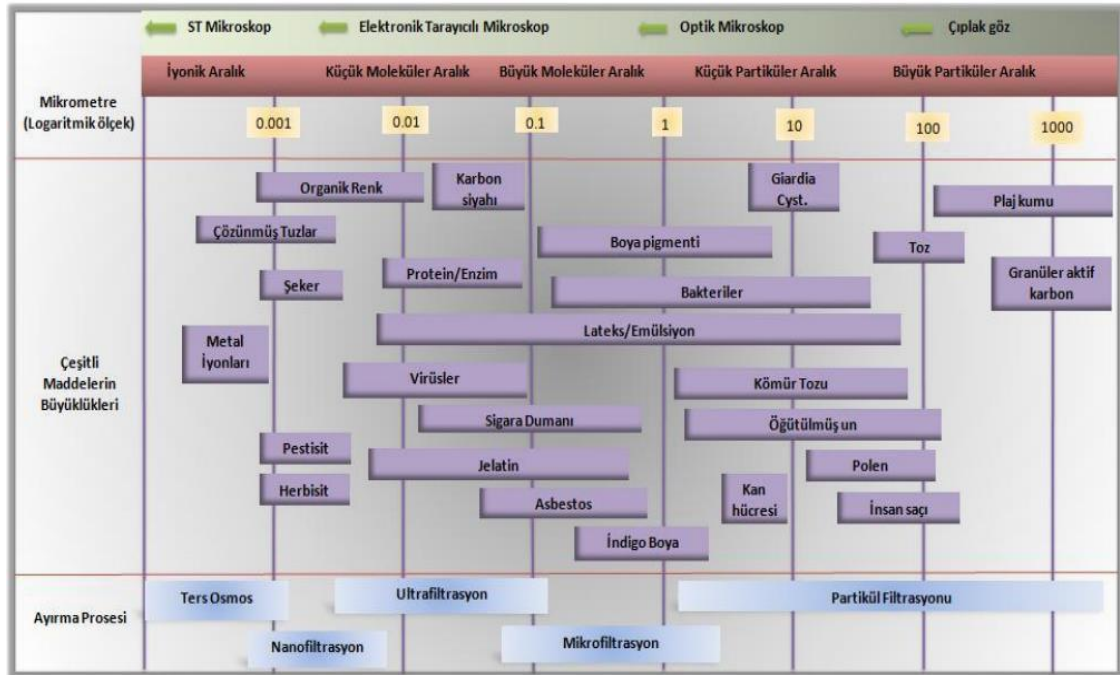 ST Mikroskop
Elektronik Tarayıcılı Mikroskop
Optik Mikroskop
Çıplak göz
İyonik Aralık
Küçük Moleküler Aralık
Büyük Moleküler Aralık
Küçük Partiküler Aralık
Büyük Partiküler Aralık
Mikrometre
(Logaritmik ölçek)
0.001
0.01
0.1
1
10
100
1000
Çeşitli
Maddelerin
Büyüklükleri
Organik Renk
Karbon
siyahı
Giardia
Cyst.
Plaj kumu
Çözünmüş Tuzlar
Boya pigmenti
Toz
Şeker
Protein/Enzim
Bakteriler
Granüler aktif
karbon
Metal
İyonları
Lateks/Emülsiyon
Virüsler
Kömür Tozu
Sigara Dumanı
Öğütülmüş un
Pestisit
Jelatin
Polen
Herbisit
Asbestos
Kan
hücresi
İnsan saçı
İndigo Boya
Ayırma Prosesi
Ters Osmos
Ultrafiltrasyon
Partikül Filtrasyonu
Nanofiltrasyon
Mikrofiltrasyon